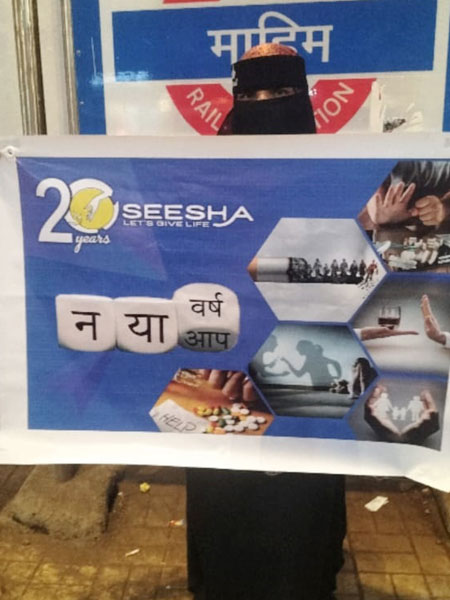 माहिम
RAIL
TION
20 SEESHA
LET'S GIVE LIFE
years
न या वर्ष
आप
HELP